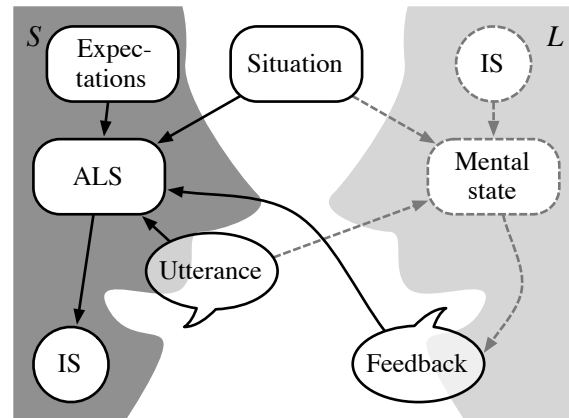 S
Expec-
tations
Situation
IS
L
ALS
Mental
state
Utterance
IS
Feedback